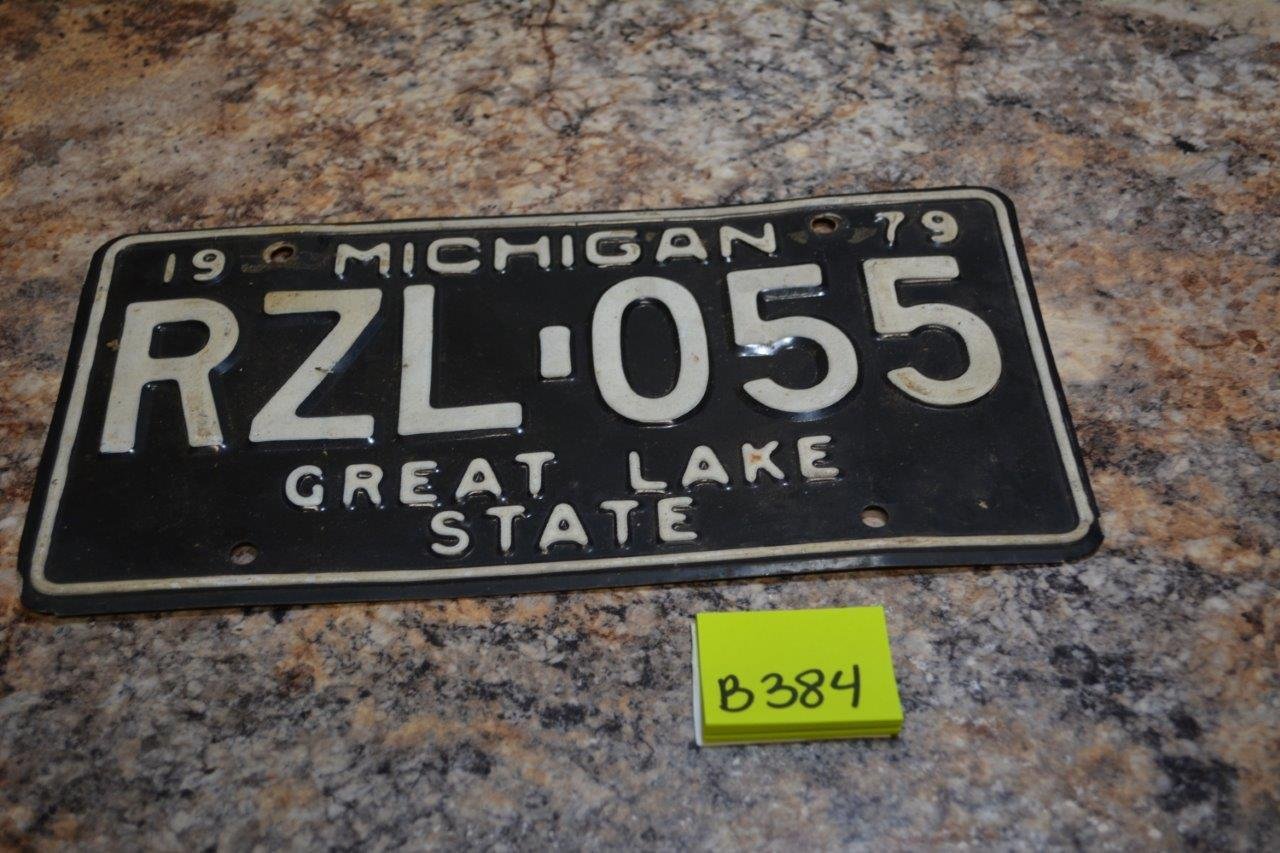 19 MICHIGAN 79
RZL-055
GREAT LAKE
STATE
B384